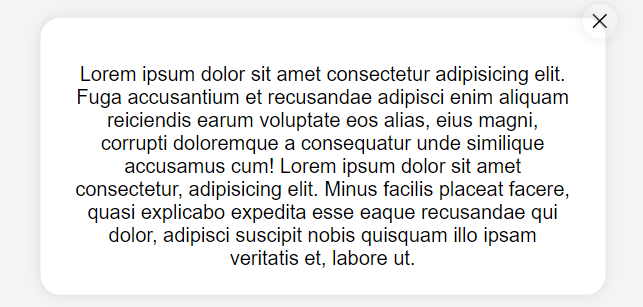 Lorem ipsum dolor sit amet consectetur adipisicing elit.
Fuga accusantium et recusandae adipisci enim aliquam
reiciendis earum voluptate eos alias, eius magni,
corrupti doloremque a consequatur unde similique
accusamus cum! Lorem ipsum dolor sit amet
consectetur, adipisicing elit. Minus facilis placeat facere,
quasi explicabo expedita esse eaque recusandae qui
dolor, adipisci suscipit nobis quisquam illo ipsam
veritatis et, labore ut.